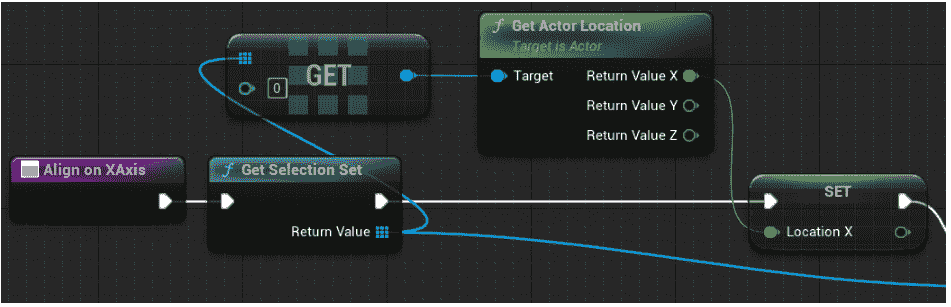 Get Actor Location
Target is Actor
GET
0
Target
Return Value X
Return Value Y
Return Value Z
Align on XAxis
Get Selection Set
Return Value
SET
Location X